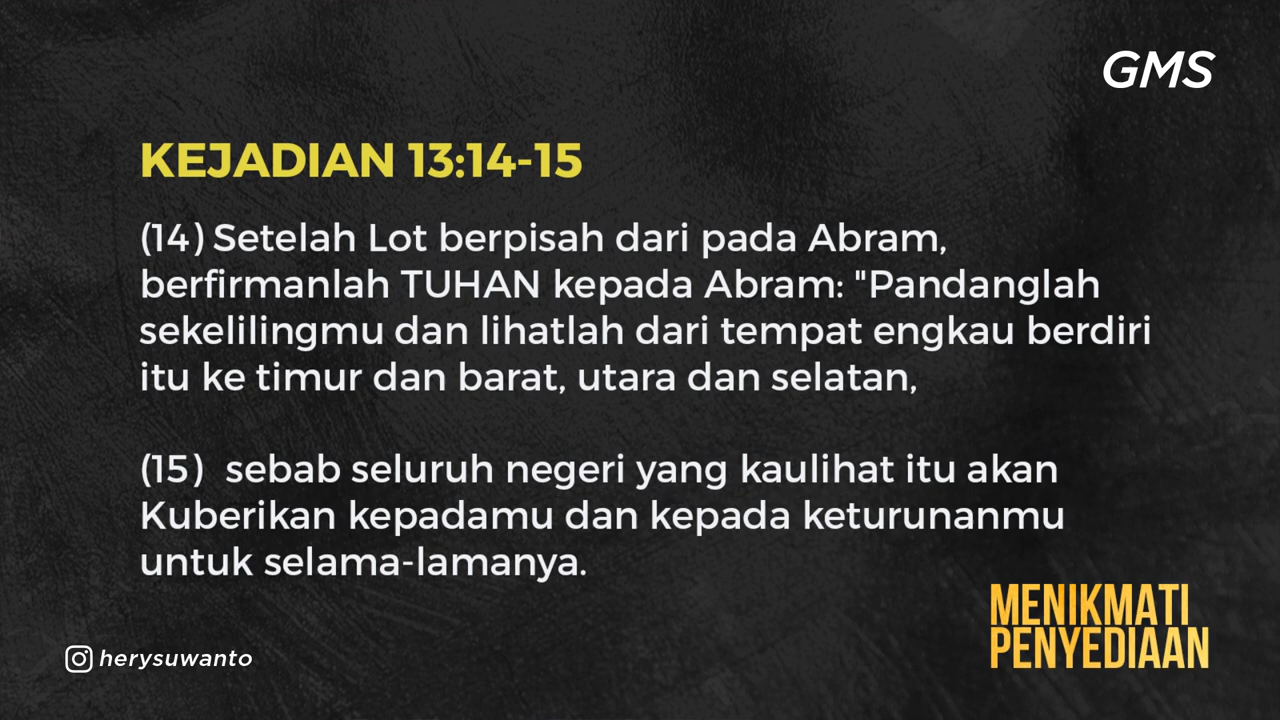 GMS
KEJADIAN 13:14-15
(14) Setelah Lot berpisah dari pada Abram,
berfirmanlah TUHAN kepada Abram: "Pandanglah
sekelilingmu dan lihatlah dari tempat engkau berdiri
itu ke timur dan barat, utara dan selatan,
(15) sebab seluruh negeri yang kaulihat itu akan
Kuberikan kepadamu dan kepada keturunanmu
untuk selama-lamanya.
MENIKMATI
PENYEDIAAN
herysuwanto